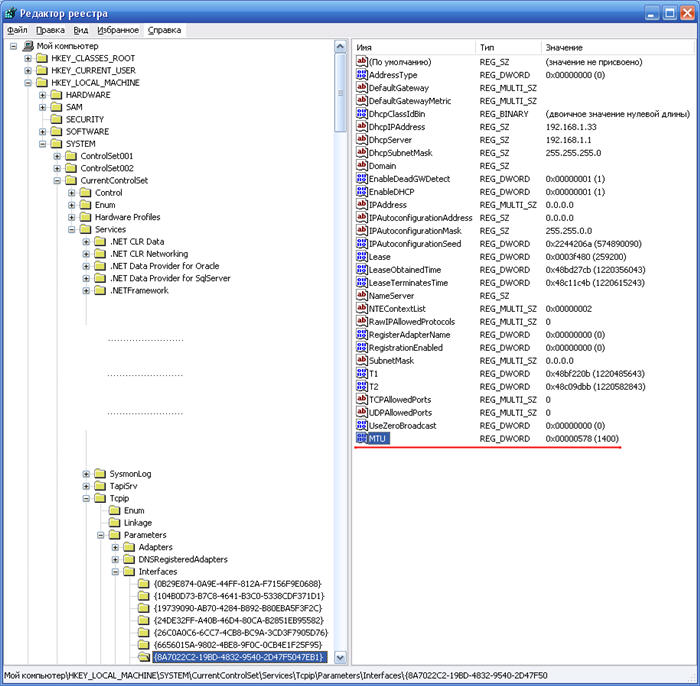 Редактор реестра
Файл Правка Вид Избранное Справка
Мой компьютер
HKEY_CLASSES_ROOT
HKEY_CURRENT_USER
HKEY_LOCAL_MACHINE
HARDWARE
SAM
SECURITY
SOFTWARE
SYSTEM
ControlSet001
ControlSet002
CurrentControlSet
Control
Enum
Hardware Profiles
Services
.NET CLR Data
.NET CLR Networking
.NET Data Provider for Oracle
.NET Data Provider for SqlServer
.NETFramework
..........................
..........................
..........................
SysmonLog
TapiSrv
Tcpip
Enum
Linkage
Parameters
Adapters
DNSRegisteredAdapters
Interfaces
{0B29E874-0A9E-44FF-812A-F7156F9E0688}
{104B0D73-B7C8-4641-B3C0-5338CDF371D1}
{19739090-AB70-4284-B892-B80EBA5F3F2C}
{24DE32FF-A40B-46D4-80CA-B2851EB95582}
{26C0A0C6-6CC7-4CB8-BC9A-3CD3F7905D76}
{6656015A-9802-4BE8-9F0C-0CB4E1F25F95}
{8A7022C2-19BD-4832-9540-2D47F5047EB1}
Имя Тип Значение
(По умолчанию) REG_SZ (значение не присвоено)
AddressType REG_DWORD 0x00000000 (0)
DefaultGateway REG_MULTI_SZ
DefaultGatewayMetric REG_MULTI_SZ
DhcpClassIdBin REG_BINARY (двоичное значение нулевой длины)
DhcpIPAddress REG_SZ 192.168.1.33
DhcpServer REG_SZ 192.168.1.1
DhcpSubnetMask REG_SZ 255.255.255.0
Domain REG_SZ
EnableDeadGWDetect REG_DWORD 0x00000001 (1)
EnableDHCP REG_DWORD 0x00000001 (1)
IPAddress REG_MULTI_SZ 0.0.0.0
IPAutoconfigurationAddress REG_SZ 0.0.0.0
IPAutoconfigurationMask REG_SZ 255.255.0.0
IPAutoconfigurationSeed REG_DWORD 0x2244206a (574890090)
Lease REG_DWORD 0x0003f480 (259200)
LeaseObtainedTime REG_DWORD 0x48bd27cb (1220356043)
LeaseTerminatesTime REG_DWORD 0x48c11c4b (1220615243)
NameServer REG_SZ
NTEContextList REG_MULTI_SZ 0x00000002
RawIPAllowedProtocols REG_MULTI_SZ 0
RegisterAdapterName REG_DWORD 0x00000000 (0)
RegistrationEnabled REG_DWORD 0x00000000 (0)
SubnetMask REG_MULTI_SZ 0.0.0.0
T1 REG_DWORD 0x48bf220b (1220485643)
T2 REG_DWORD 0x48c09dbb (1220582843)
TCPAllowedPorts REG_MULTI_SZ 0
UDPAllowedPorts REG_MULTI_SZ 0
UseZeroBroadcast REG_DWORD 0x00000000 (0)
MTU REG_DWORD 0x00000578 (1400)
Мой компьютер\HKEY_LOCAL_MACHINE\SYSTEM\CurrentControlSet\Services\Tcpip\Parameters\Interfaces\{8A7022C2-19BD-4832-9540-2D47F50